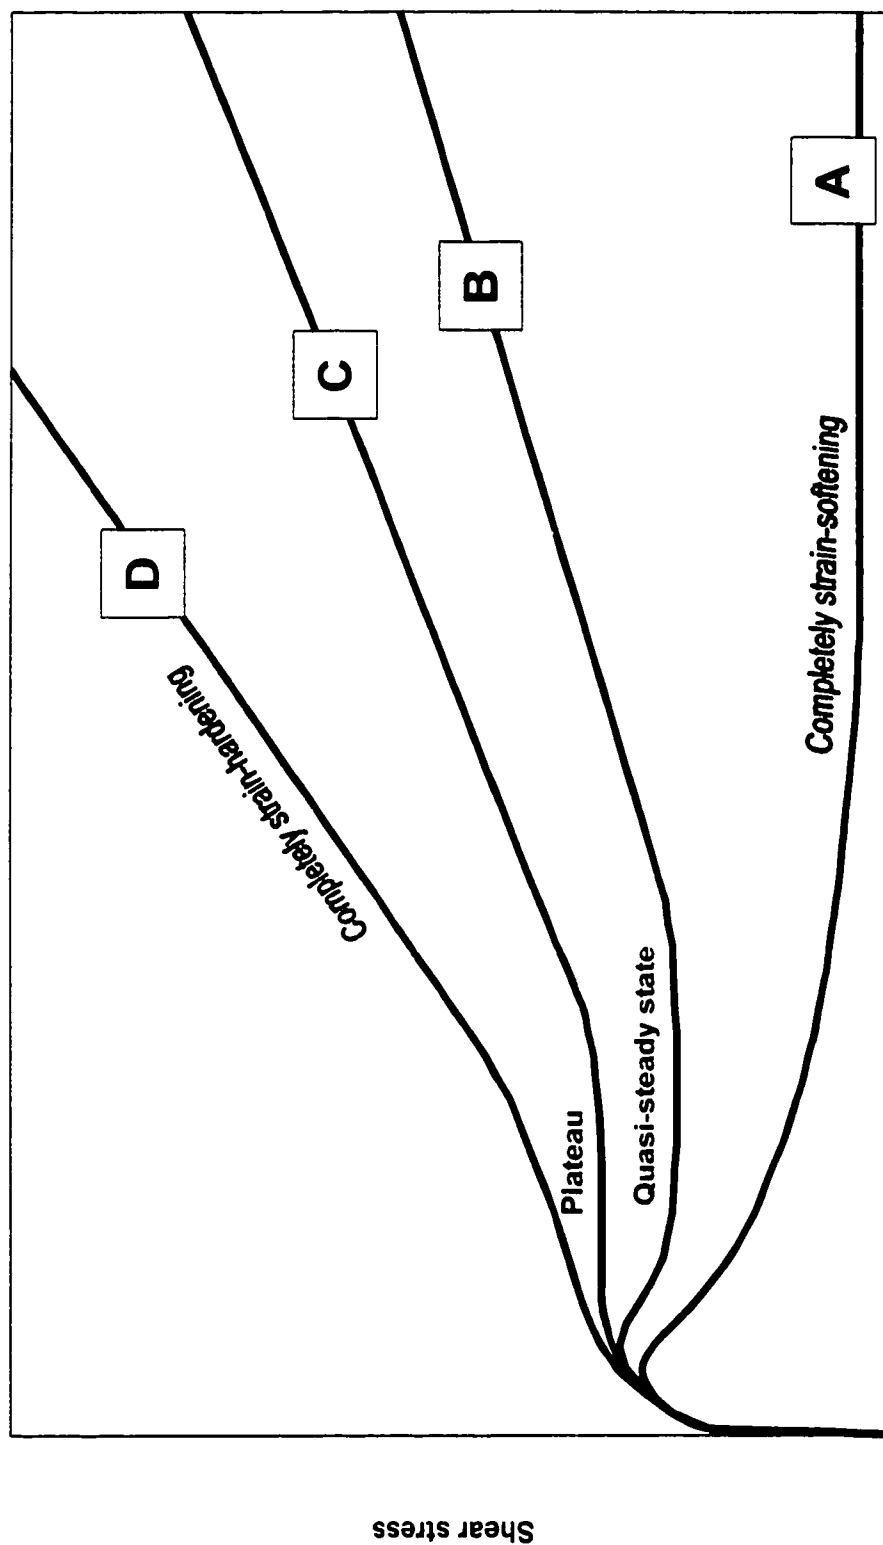 Shear stress
D
Completely strain-hardening
C
Plateau
B
Quasi-steady state
A
Completely strain-softening